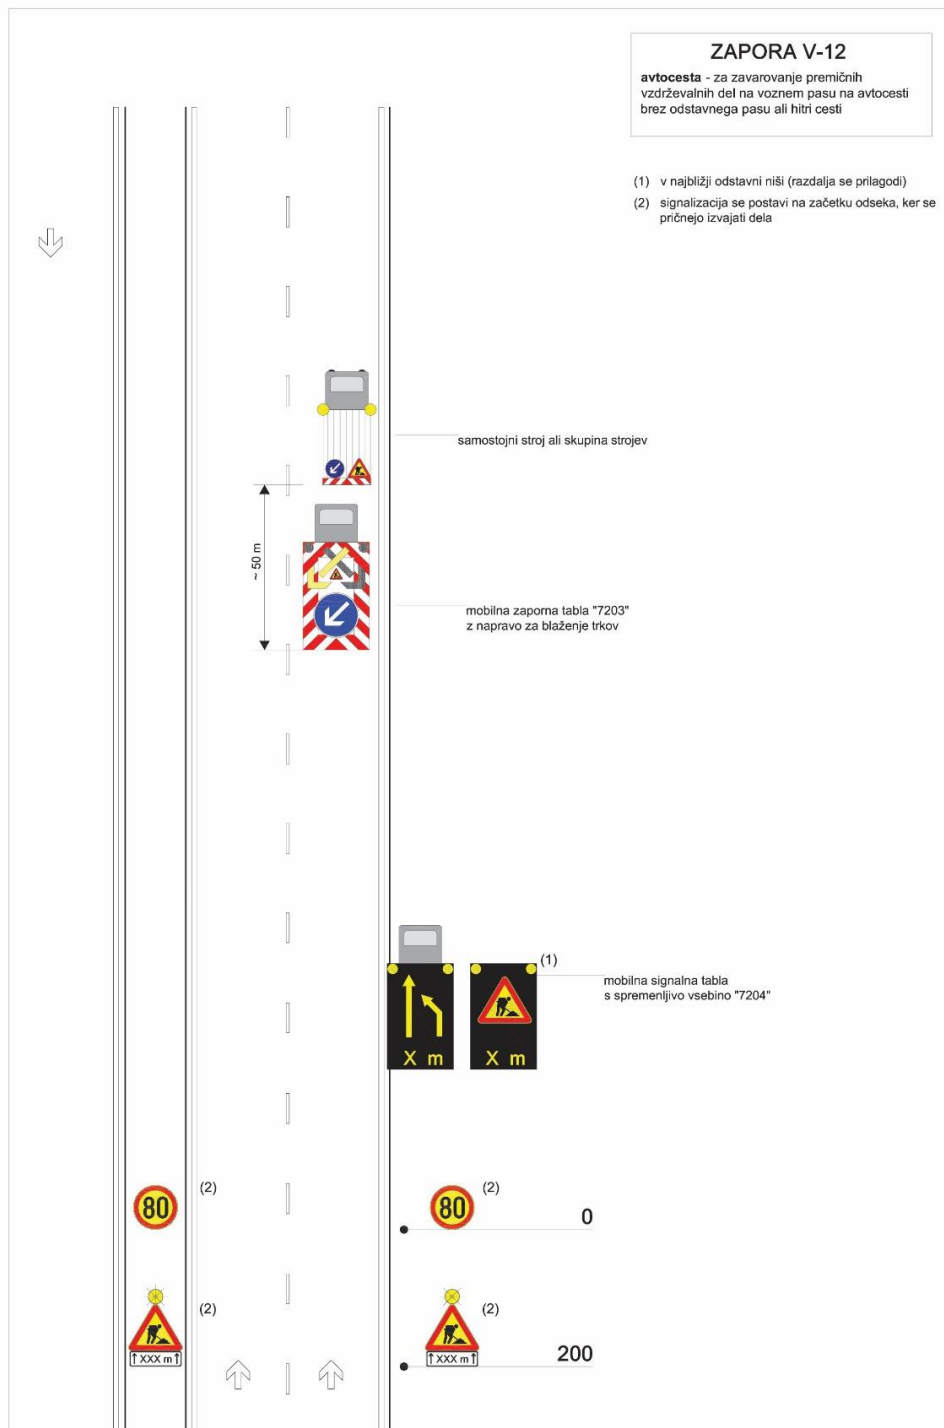 ZAPORA V-12
avtocesta - za zavarovanje premičnih
vzdrževalnih del na voznem pasu na avtocesti
brez odstavnega pasu ali hitri cesti
(1) v najbližji odstavni niši (razdalja se prilagodi)
(2) signalizacija se postavi na začetku odseka, ker se
pričnejo izvajati dela
samostojni stroj ali skupina strojev
~ 50 m
mobilna zaporna tabla "7203"
z napravo za blaženje trkov
(1)
mobilna signalna tabla
s spremenljivo vsebino "7204"
X m
X m
80
(2)
80
(2)
0
(2)
(2)
↑XXX m↑
↑XXX m↑
200